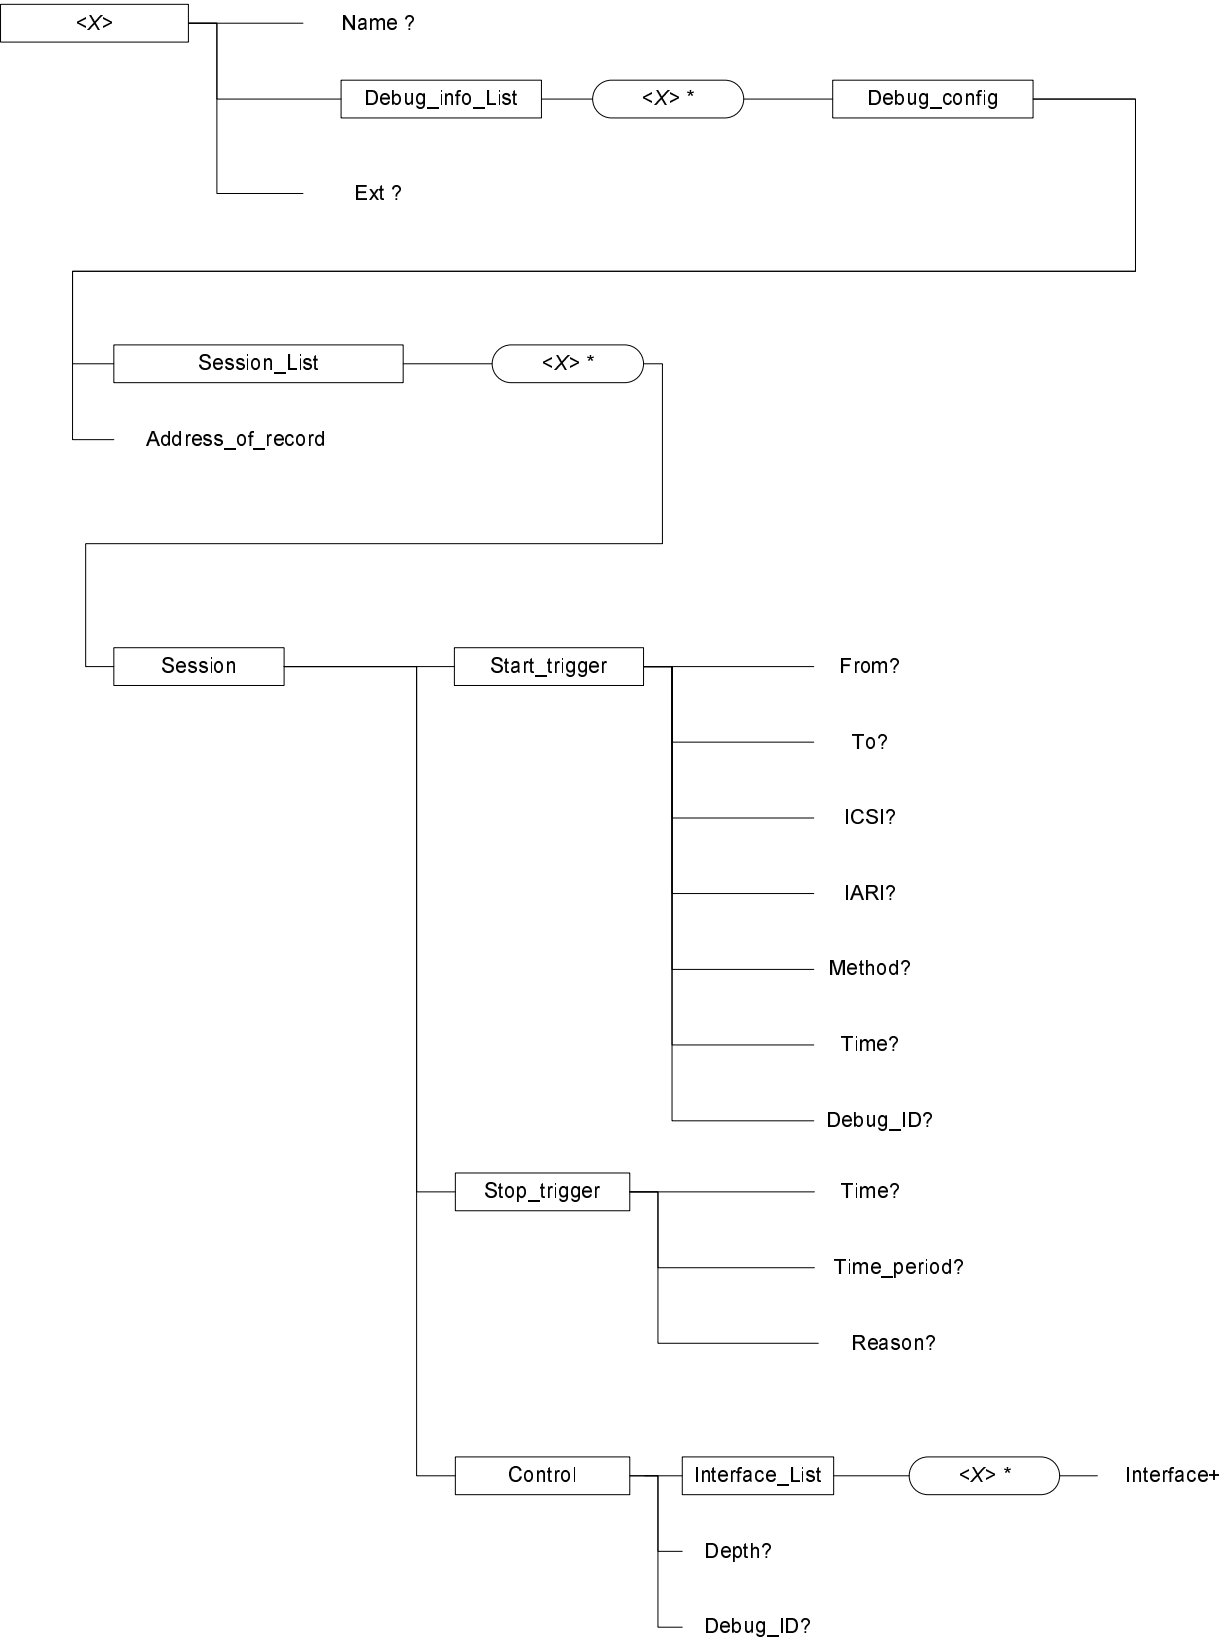 <X>
Name ?
Debug_info_List
<X> *
Debug_config
Ext ?
Session_List
<X> *
Address_of_record
Session
Start_trigger
From?
To?
ICSI?
IARI?
Method?
Time?
Debug_ID?
Stop_trigger
Time?
Time_period?
Reason?
Control
Interface_List
<X> *
Interface+
Depth?
Debug_ID?